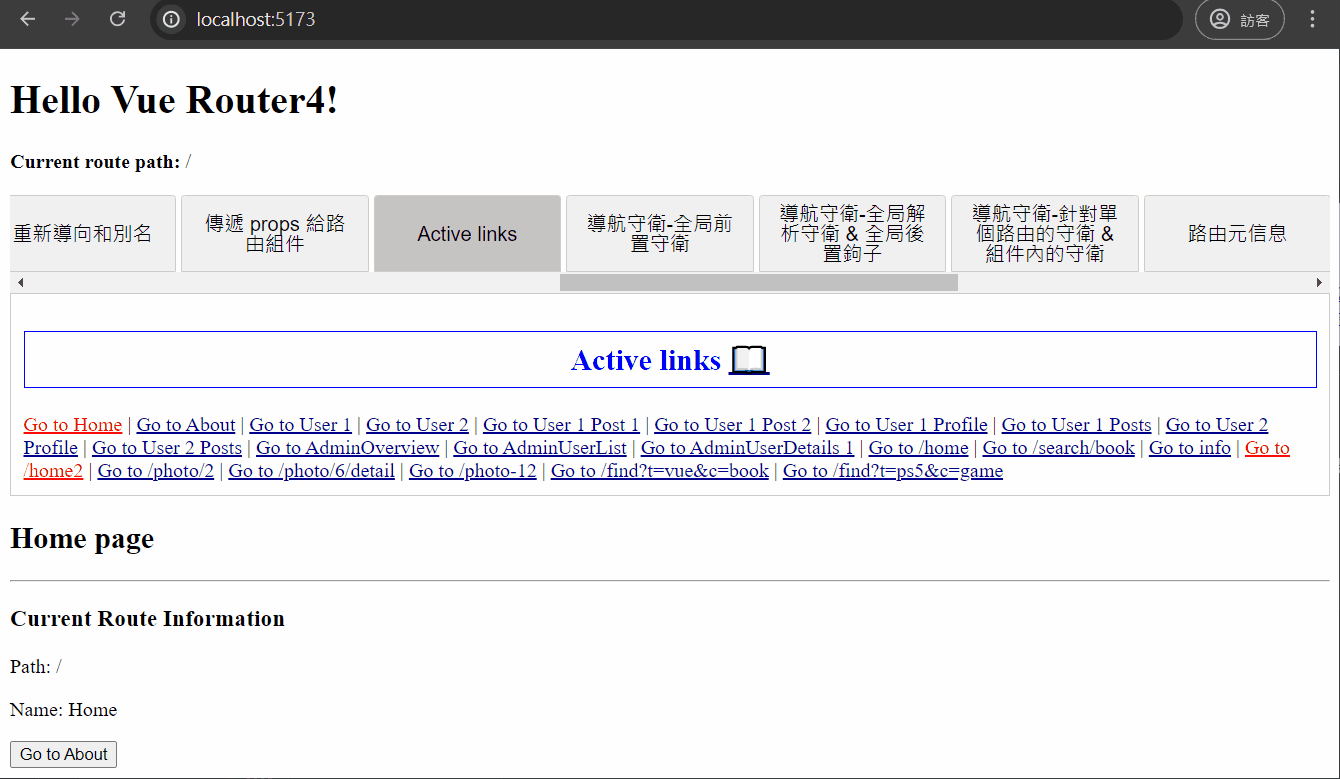 localhost:5173
訪客
Hello Vue Router4!
Current route path: /
重新導向和別名
傳遞 props 給路
由組件
Active links
導航守衛-全局前
置守衛
導航守衛-全局解
析守衛 & 全局後
置鉤子
導航守衛-針對單
個路由的守衛 &
組件內的守衛
路由元信息
Active links 📖
Go to Home | Go to About | Go to User 1 | Go to User 2 | Go to User 1 Post 1 | Go to User 1 Post 2 | Go to User 1 Profile | Go to User 1 Posts | Go to User 2
Profile | Go to User 2 Posts | Go to AdminOverview | Go to AdminUserList | Go to AdminUserDetails 1 | Go to /home | Go to /search/book | Go to info | Go to
/home2 | Go to /photo/2 | Go to /photo/6/detail | Go to /photo-12 | Go to /find?t=vue&c=book | Go to /find?t=ps5&c=game
Home page
Current Route Information
Path: /
Name: Home
Go to About